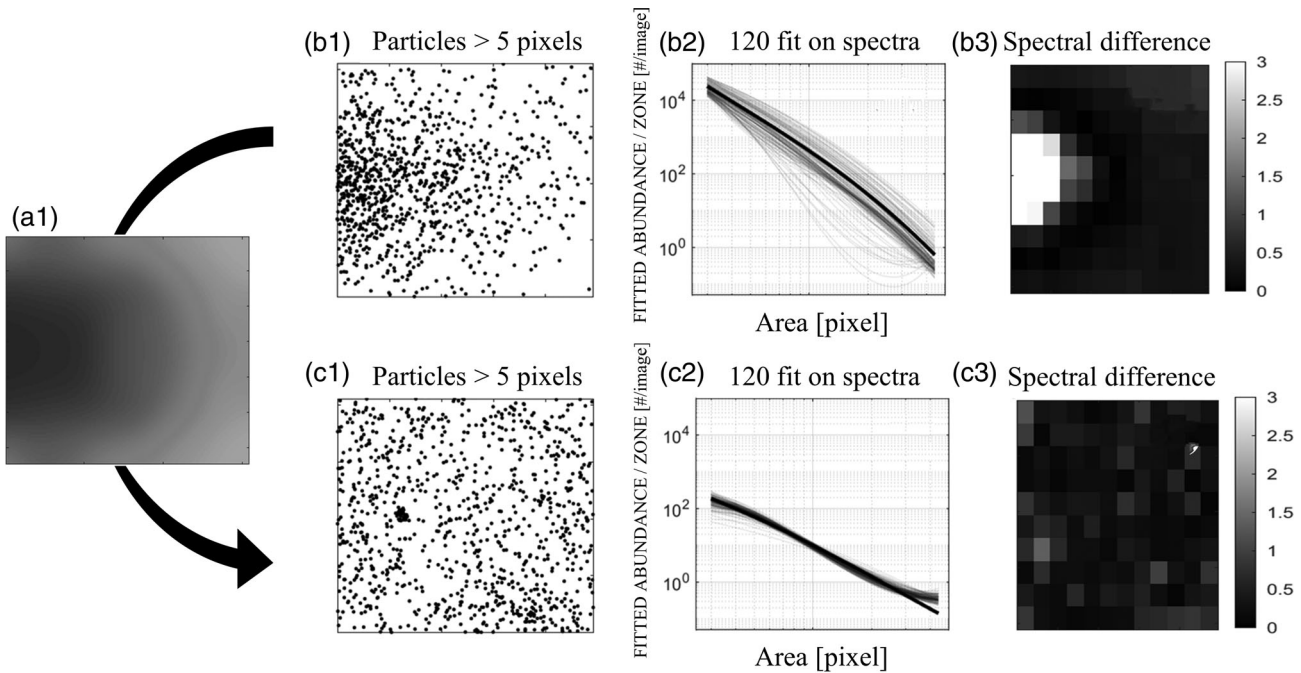 (a1)
(b1) Particles > 5 pixels
(b2) 120 fit on spectra
FITTED ABUNDANCE / ZONE [#/image]
10^4
10^2
10^0
Area [pixel]
(b3) Spectral difference
3
2.5
2
1.5
1
0.5
0
(c1) Particles > 5 pixels
(c2) 120 fit on spectra
FITTED ABUNDANCE / ZONE [#/image]
10^4
10^2
10^0
Area [pixel]
(c3) Spectral difference
3
2.5
2
1.5
1
0.5
0